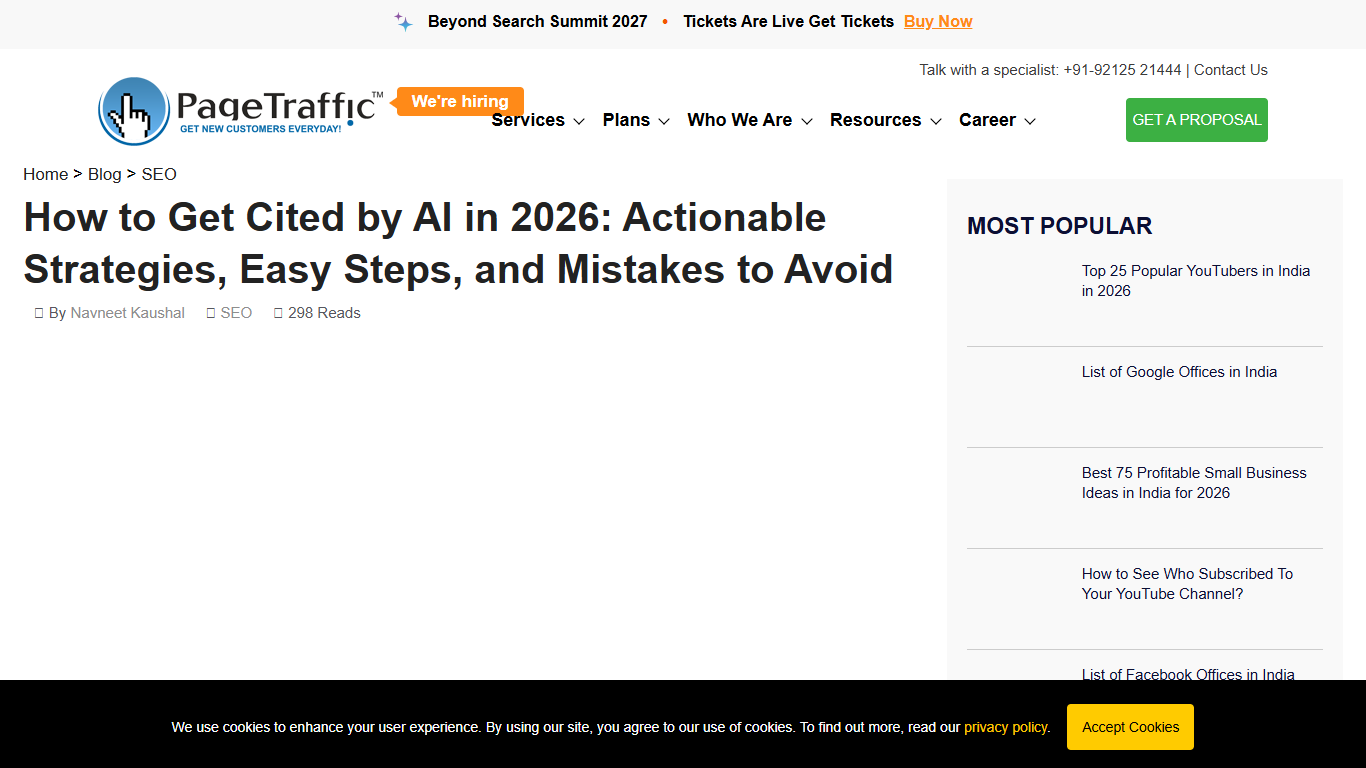 Beyond Search Summit 2027 • Tickets Are Live Get Tickets Buy Now
Talk with a specialist: +91-92125 21444 | Contact Us
PageTraffic™
GET NEW CUSTOMERS EVERYDAY!
We're hiring
Services Plans Who We Are Resources Career
GET A PROPOSAL
Home > Blog > SEO
How to Get Cited by AI in 2026: Actionable
Strategies, Easy Steps, and Mistakes to Avoid
By Navneet Kaushal SEO 298 Reads
MOST POPULAR
Top 25 Popular YouTubers in India
in 2026
List of Google Offices in India
Best 75 Profitable Small Business
Ideas in India for 2026
How to See Who Subscribed To
Your YouTube Channel?
List of Facebook Offices in India
We use cookies to enhance your user experience. By using our site, you agree to our use of cookies. To find out more, read our privacy policy.
Accept Cookies